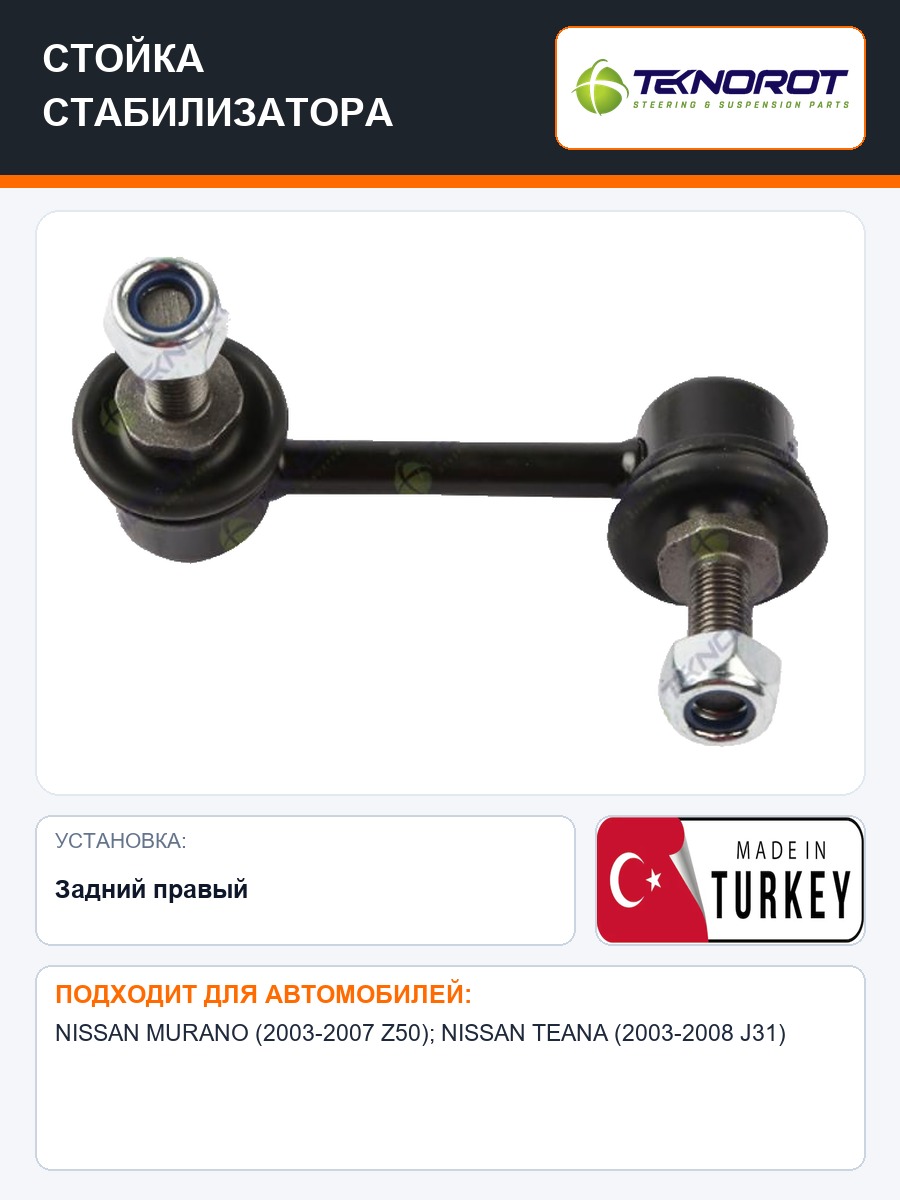 СТОЙКА
СТАБИЛИЗАТОРА
TEKNOROT
STEERING & SUSPENSION PARTS
УСТАНОВКА:
Задний правый
MADE IN
TURKEY
ПОДХОДИТ ДЛЯ АВТОМОБИЛЕЙ:
NISSAN MURANO (2003-2007 Z50); NISSAN TEANA (2003-2008 J31)